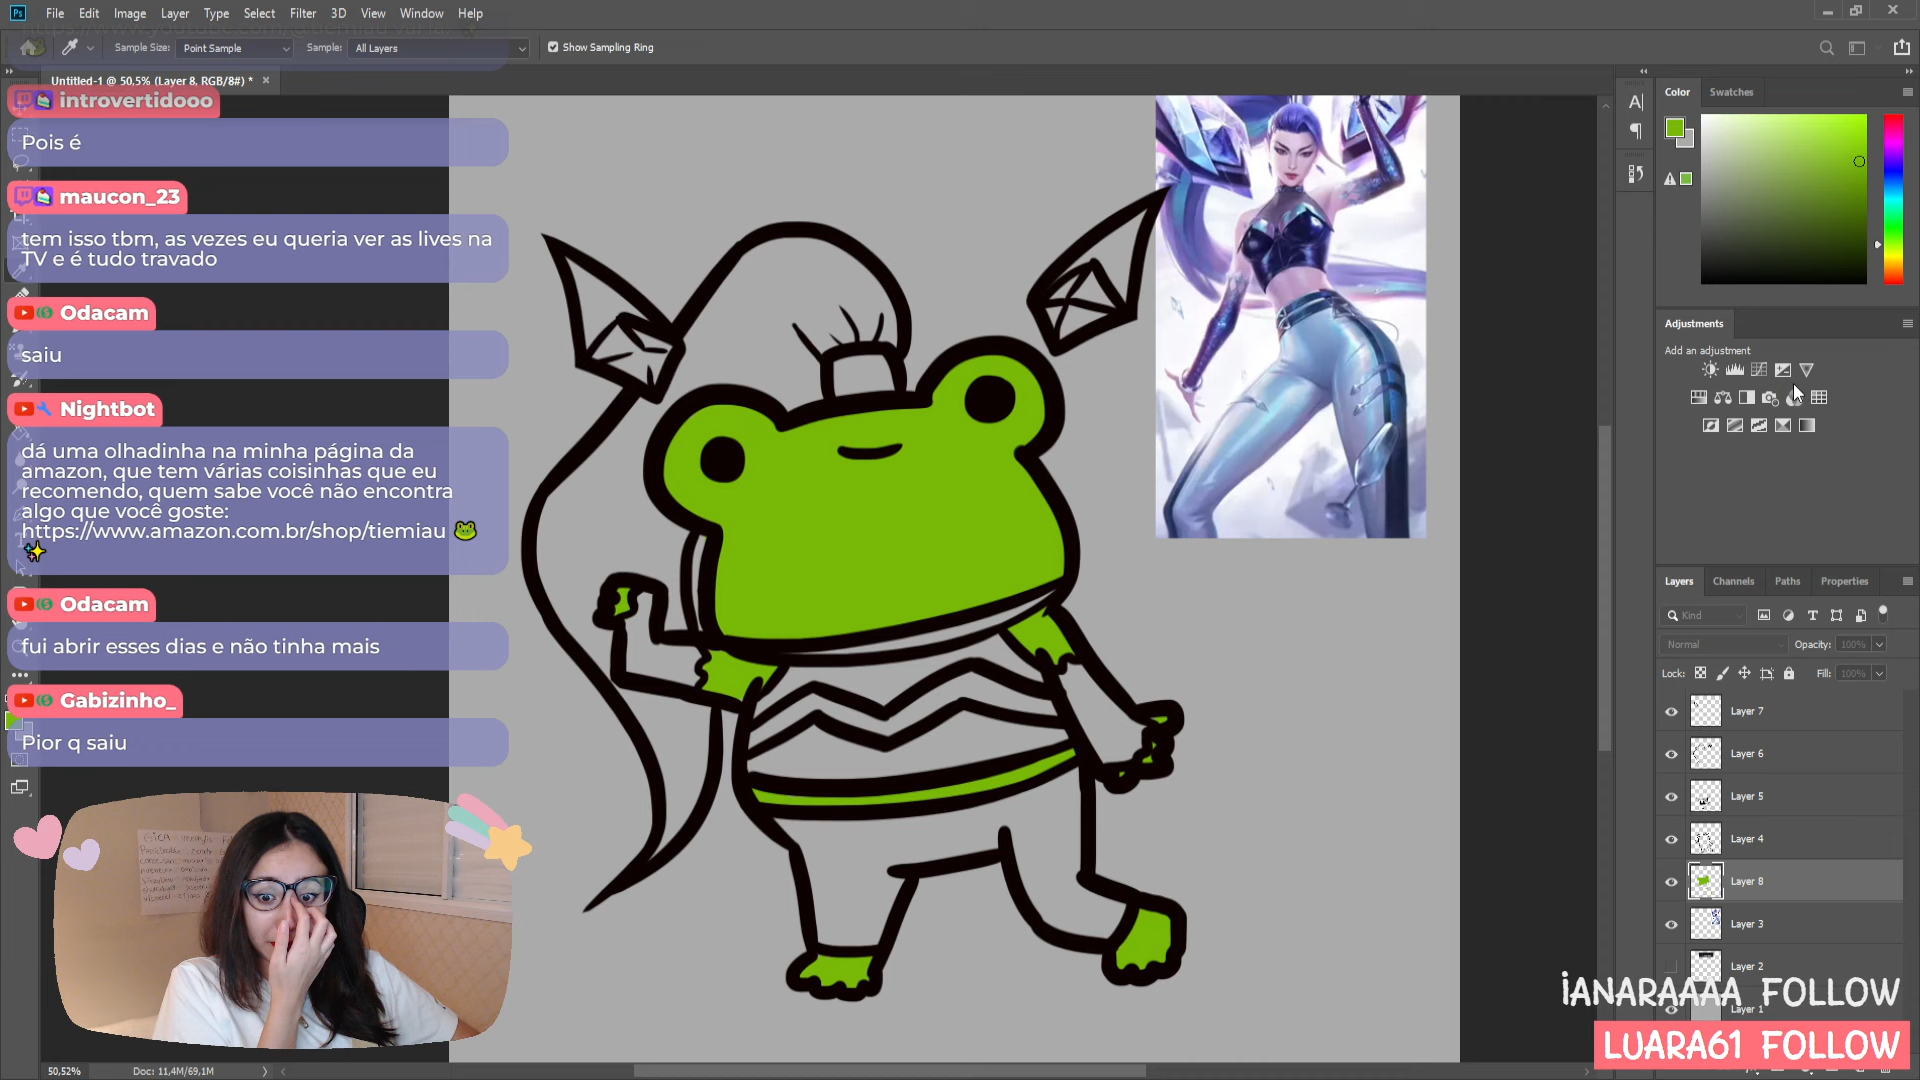 File Edit Image Layer Type Select Filter 3D View Window Help
Sample Size: Point Sample Sample: All Layers Show Sampling Ring
Untitled-1 @ 50,5% (Layer 8, RGB/8#) *
introvertidooo
Pois é
maucon_23
tem isso tbm, as vezes eu queria ver as lives na
TV e é tudo travado
Odacam
saiu
Nightbot
dá uma olhadinha na minha página da
amazon, que tem várias coisinhas que eu
recomendo, quem sabe você não encontra
algo que você goste:
https://www.amazon.com.br/shop/tiemiau
Odacam
fui abrir esses dias e não tinha mais
Gabizinho_
Pior q saiu
Color Swatches
Adjustments
Add an adjustment
Layers Channels Paths Properties
Kind
Normal Opacity: 100%
Lock: Fill: 100%
Layer 7
Layer 6
Layer 5
Layer 4
Layer 8
Layer 3
Layer 2
Layer 1
IANARAAAA FOLLOW
LUARA61 FOLLOW
50,52% Doc: 11,4M/69,1M